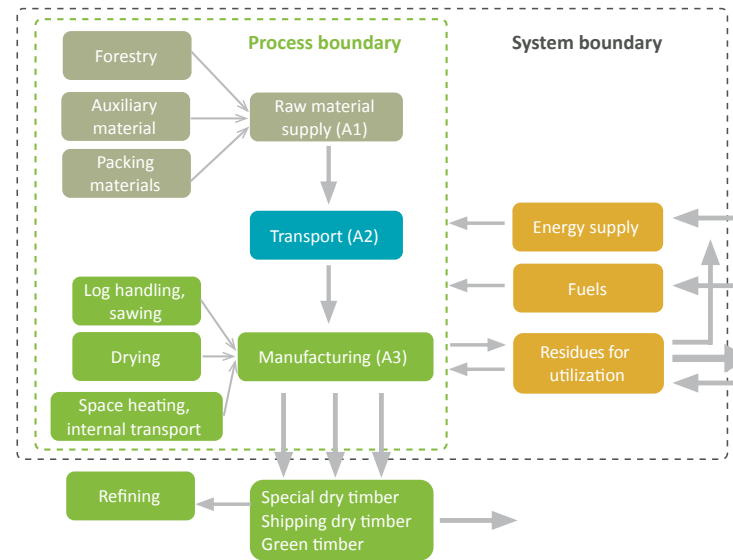 Process boundary
System boundary
Forestry
Auxiliary
material
Packing
materials
Raw material
supply (A1)
Transport (A2)
Energy supply
Fuels
Log handling,
sawing
Drying
Manufacturing (A3)
Residues for
utilization
Space heating,
internal transport
Refining
Special dry timber
Shipping dry timber
Green timber